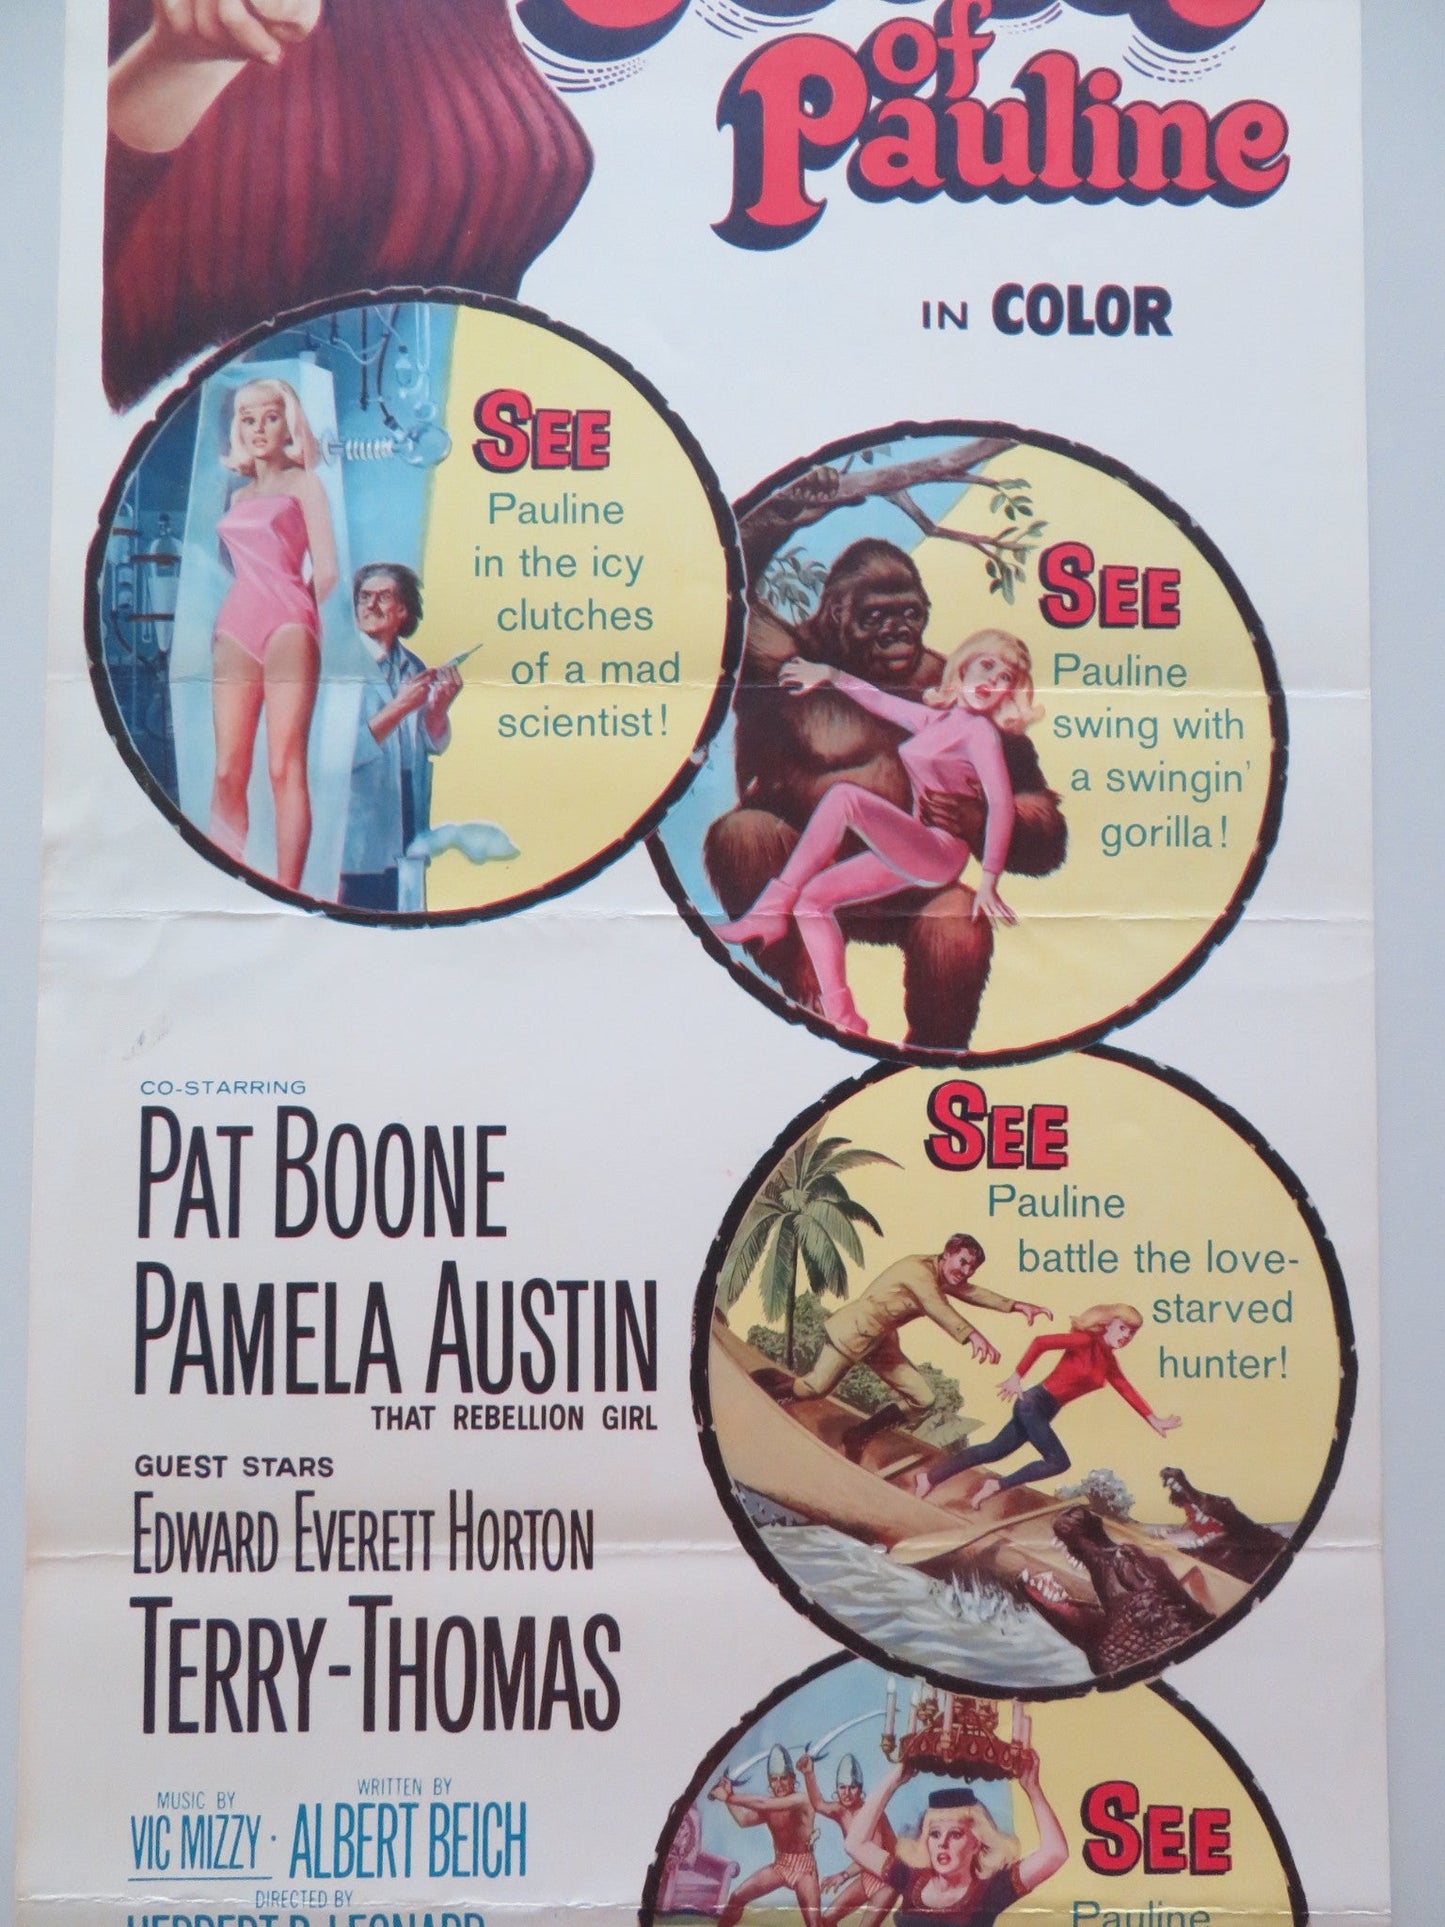 of
Pauline
IN COLOR
SEE
Pauline
in the icy
clutches
of a mad
scientist!
SEE
Pauline
swing with
a swingin'
gorilla!
SEE
Pauline
battle the love-
starved
hunter!
CO-STARRING
PAT BOONE
PAMELA AUSTIN
THAT REBELLION GIRL
GUEST STARS
EDWARD EVERETT HORTON
TERRY-THOMAS
MUSIC BY
VIC MIZZY ·
WRITTEN BY
ALBERT BEICH
DIRECTED BY
HERBERT B. LEONARD
SEE
Pauline